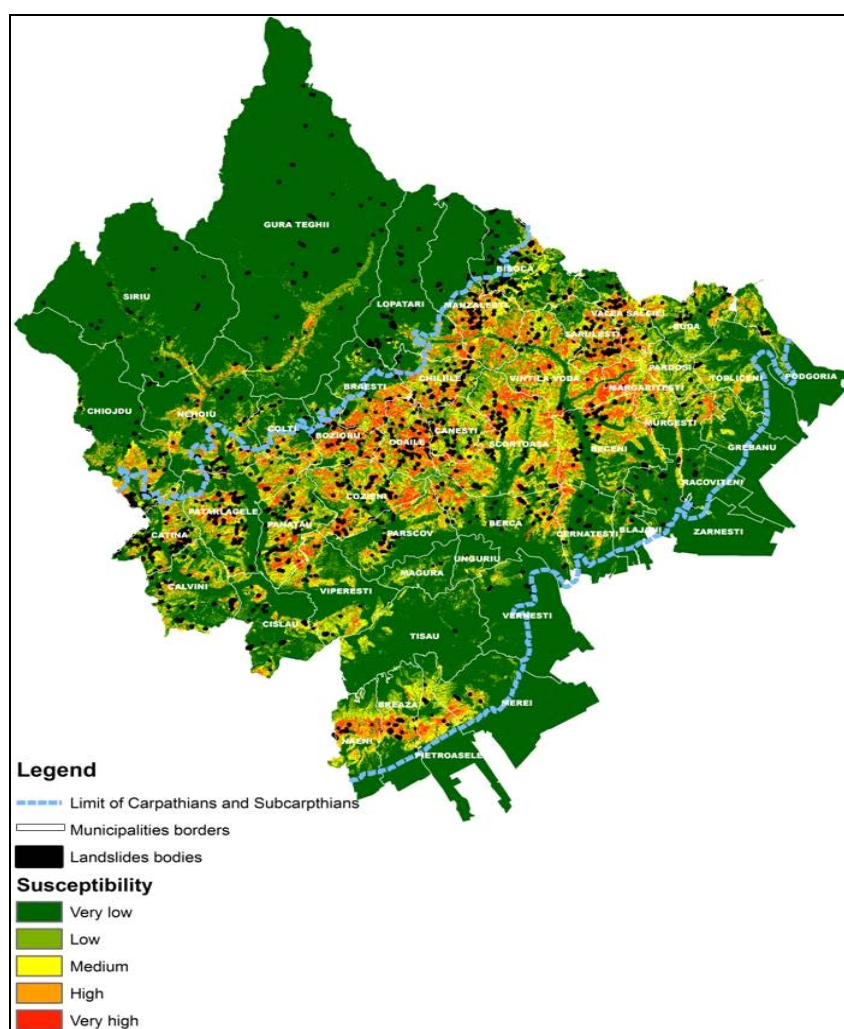 GURA TEGHII
SIRIU
LOPATARI
BISOCA
MANZALESTI
VALEA SALCIEI
BUDA
SARULESTI
PARDOSI
TOPLICENI
PODGORIA
CHIOJDU
NEHOIU
BRAESTI
CHILIILE
VINTILA VODA
MARGARITESTI
MURGESTI
GREBANU
COLTI
BOZIORU
ODAILE
CANESTI
SCORTOASA
BECENI
RACOVITENI
ZARNESTI
PATARLAGELE
PANATAU
COZIENI
PARSCOV
BERCA
CERNATESTI
BLAJANI
CATINA
CALVINI
CISLAU
VIPERESTI
MAGURA
UNGURIU
VERNESTI
TISAU
BREAZA
MEREI
NAENI
PIETROASELE
Legend
Limit of Carpathians and Subcarpthians
Municipalities borders
Landslides bodies
Susceptibility
Very low
Low
Medium
High
Very high